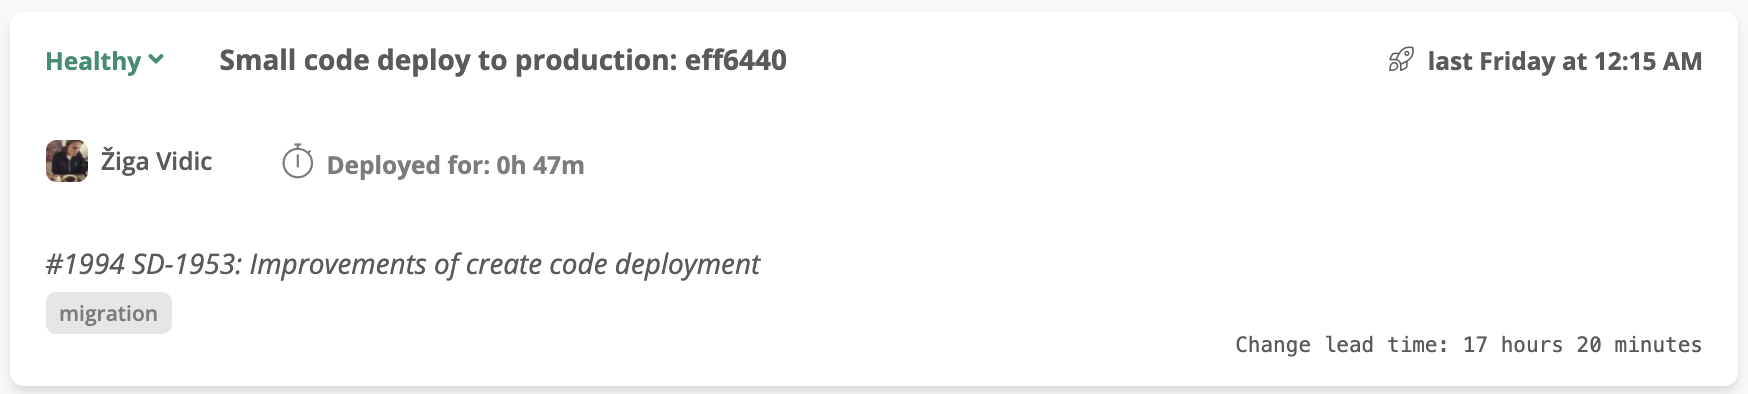 Healthy
Small code deploy to production: eff6440
last Friday at 12:15 AM
Žiga Vidic
Deployed for: 0h 47m
#1994 SD-1953: Improvements of create code deployment
migration
Change lead time: 17 hours 20 minutes